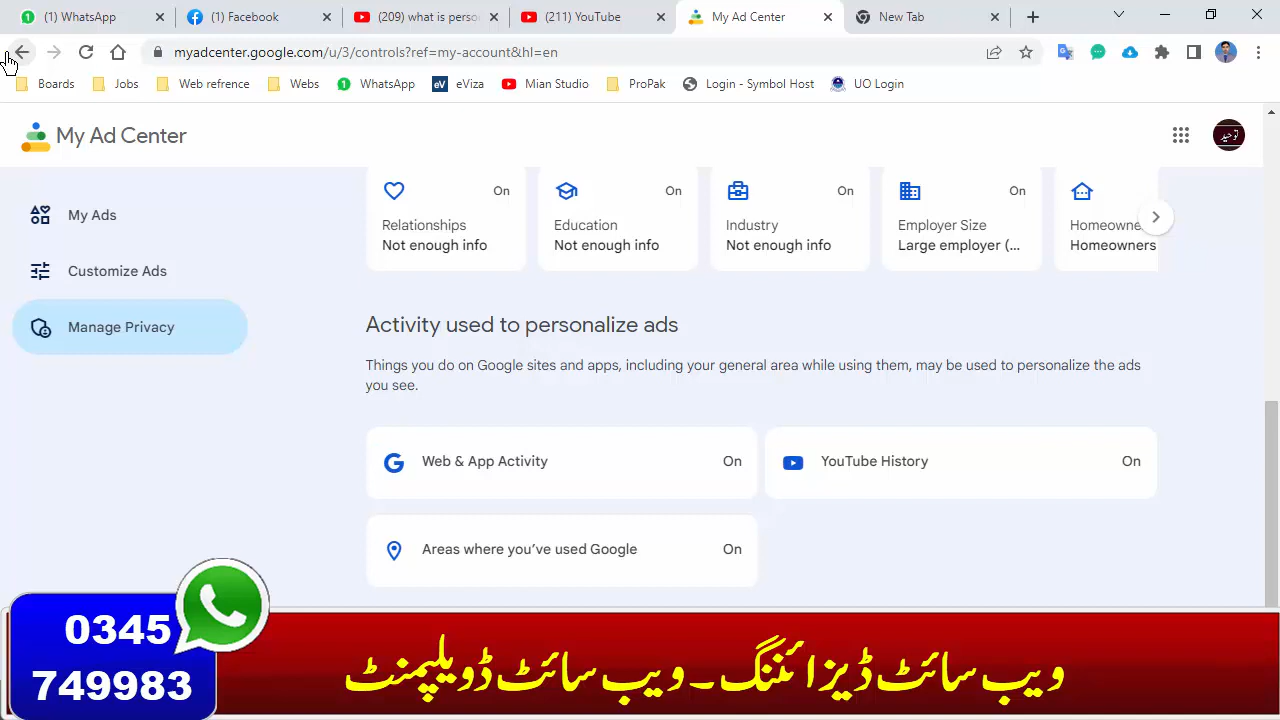 (1) WhatsApp
(1) Facebook
(209) what is perso
(211) YouTube
My Ad Center
New Tab
myadcenter.google.com/u/3/controls?ref=my-account&hl=en
Boards
Jobs
Web refrence
Webs
WhatsApp
eV eViza
Mian Studio
ProPak
Login - Symbol Host
UO Login
My Ad Center
توحید
My Ads
Customize Ads
Manage Privacy
On
Relationships
Not enough info
On
Education
Not enough info
On
Industry
Not enough info
On
Employer Size
Large employer (...
Homeowne
Homeowners
Activity used to personalize ads
Things you do on Google sites and apps, including your general area while using them, may be used to personalize the ads
you see.
Web & App Activity On
YouTube History On
Areas where you've used Google On
0345
749983
ویب سائٹ ڈیزائننگ۔ویب سائٹ ڈویلپمنٹ